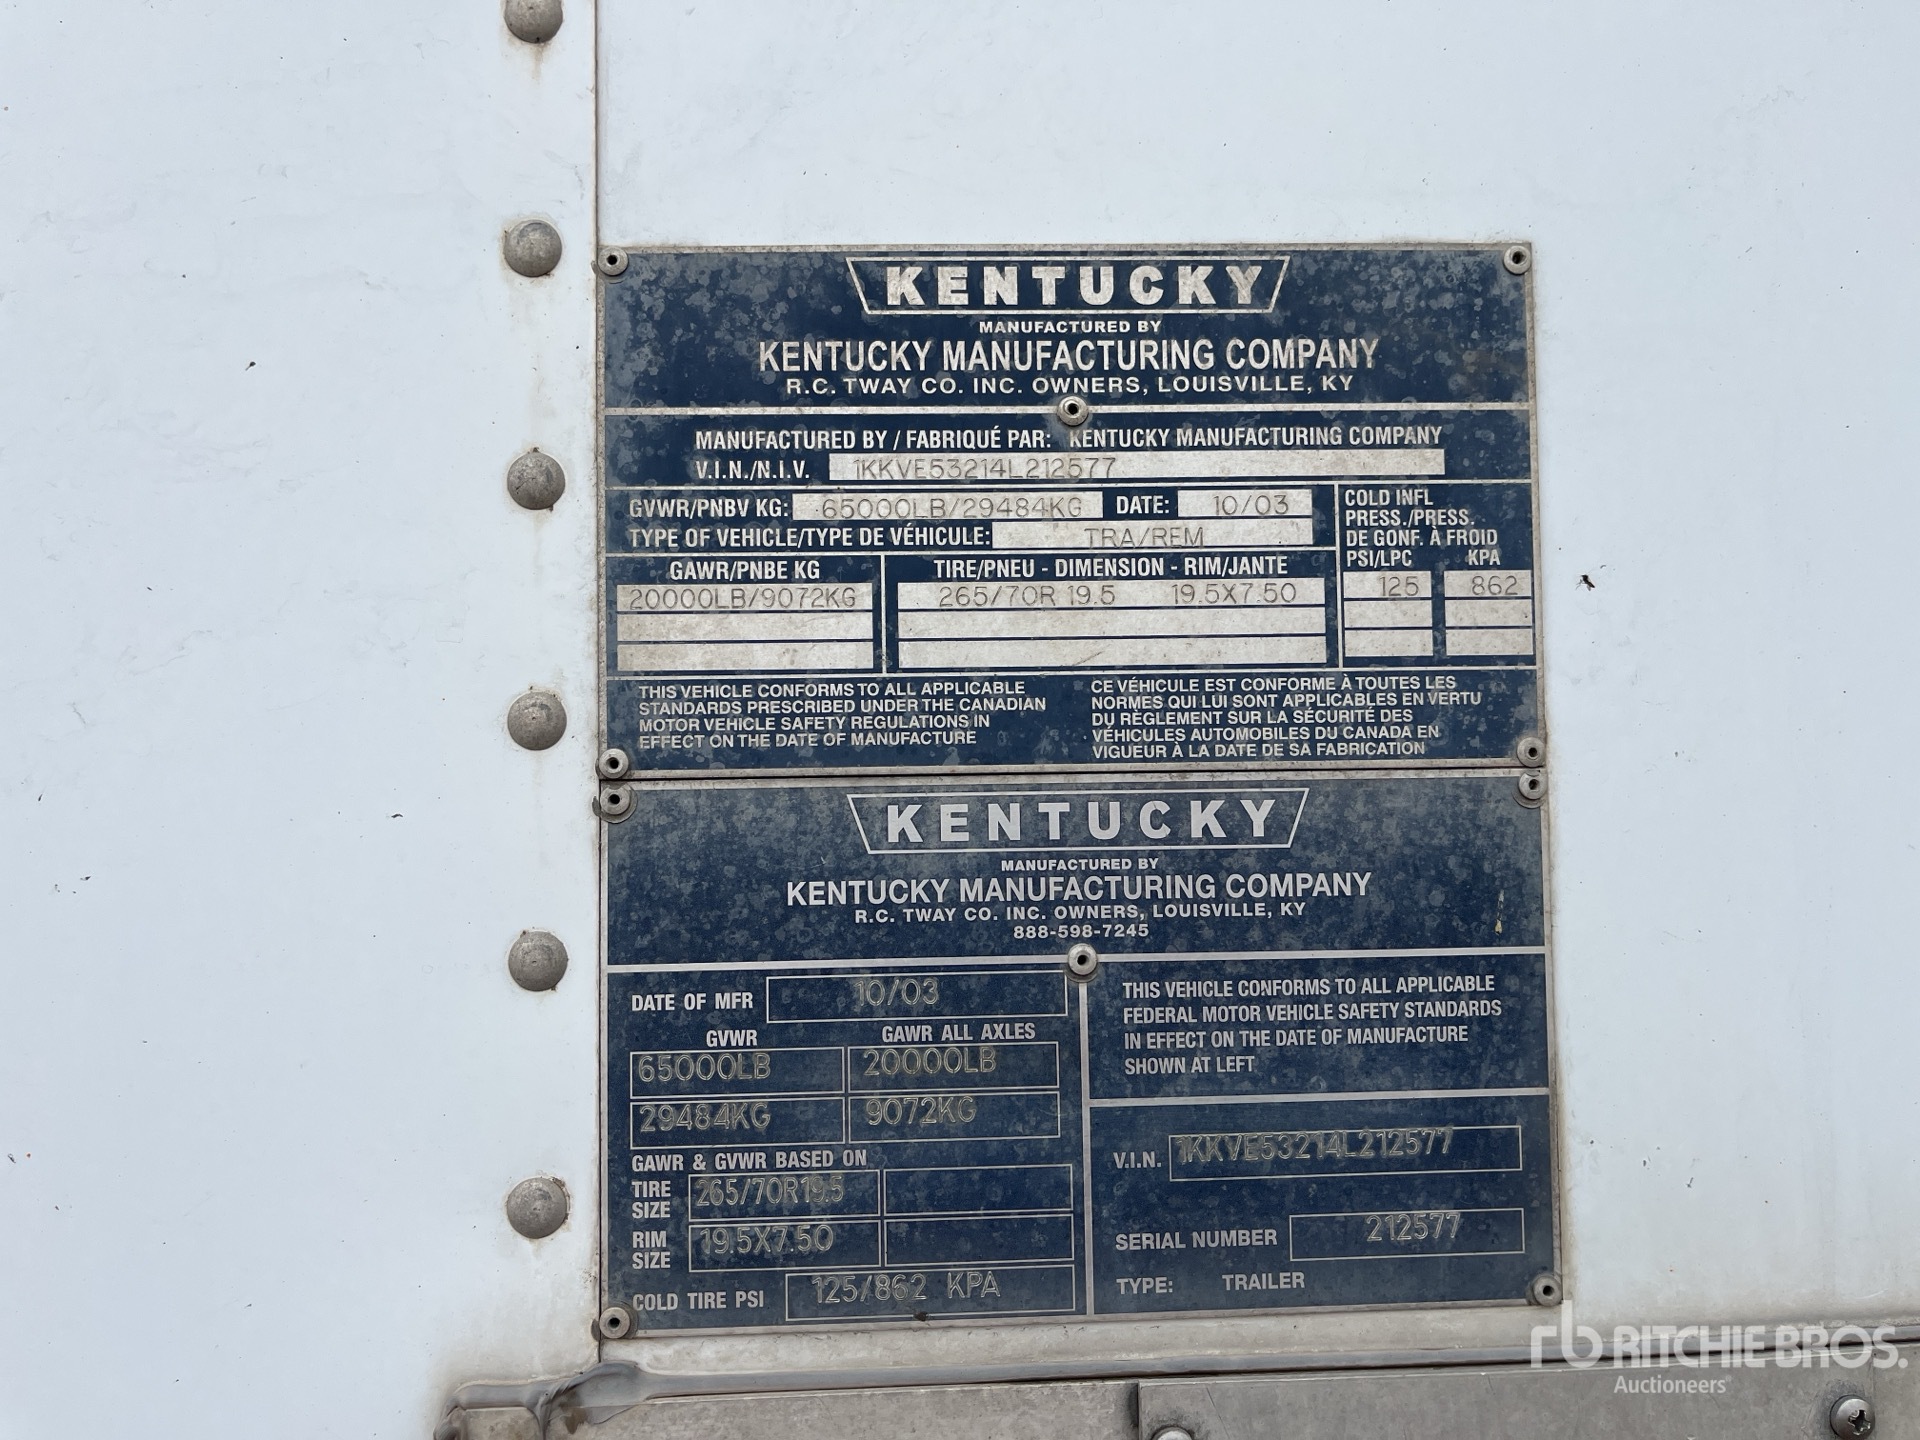 KENTUCKY
MANUFACTURED BY
KENTUCKY MANUFACTURING COMPANY
R.C. TWAY CO. INC. OWNERS, LOUISVILLE, KY
MANUFACTURED BY / FABRIQUÉ PAR: KENTUCKY MANUFACTURING COMPANY
V.I.N./N.I.V. 1KKVE53214L212577
GVWR/PNBV KG: 65000LB/29484KG DATE: 10/03
TYPE OF VEHICLE/TYPE DE VÉHICULE: TRA/REM
COLD INFL
PRESS./PRESS.
DE GONF. À FROID
PSI/LPC KPA
GAWR/PNBE KG TIRE/PNEU - DIMENSION - RIM/JANTE
20000LB/9072KG 265/70R 19.5 19.5X7.50 125 862
THIS VEHICLE CONFORMS TO ALL APPLICABLE
STANDARDS PRESCRIBED UNDER THE CANADIAN
MOTOR VEHICLE SAFETY REGULATIONS IN
EFFECT ON THE DATE OF MANUFACTURE
CE VÉHICULE EST CONFORME À TOUTES LES
NORMES QUI LUI SONT APPLICABLES EN VERTU
DU RÈGLEMENT SUR LA SÉCURITÉ DES
VÉHICULES AUTOMOBILES DU CANADA EN
VIGUEUR À LA DATE DE SA FABRICATION
KENTUCKY
MANUFACTURED BY
KENTUCKY MANUFACTURING COMPANY
R.C. TWAY CO. INC. OWNERS, LOUISVILLE, KY
888-598-7245
DATE OF MFR 10/03
GVWR GAWR ALL AXLES
65000LB 20000LB
29484KG 9072KG
GAWR & GVWR BASED ON
TIRE
SIZE 265/70R19.5
RIM
SIZE 19.5X7.50
COLD TIRE PSI 125/862 KPA
THIS VEHICLE CONFORMS TO ALL APPLICABLE
FEDERAL MOTOR VEHICLE SAFETY STANDARDS
IN EFFECT ON THE DATE OF MANUFACTURE
SHOWN AT LEFT
V.I.N. 1KKVE53214L212577
SERIAL NUMBER 212577
TYPE: TRAILER
rb RITCHIE BROS.
Auctioneers